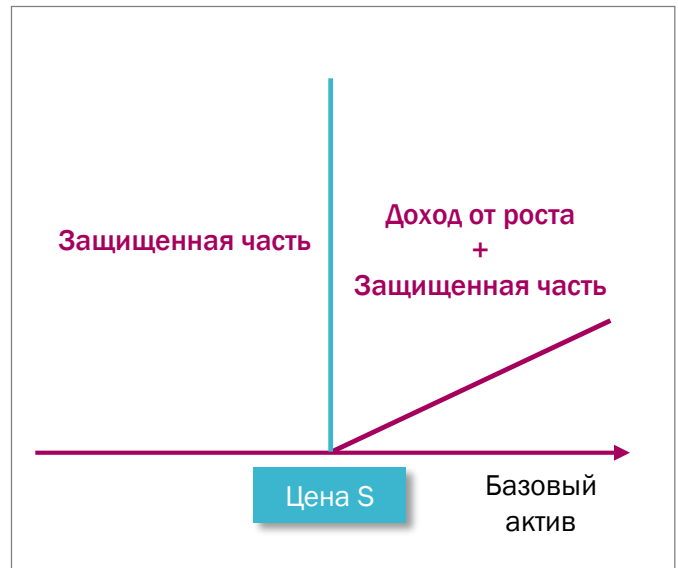 Защищенная часть
Доход от роста
+
Защищенная часть
Цена S
Базовый
актив